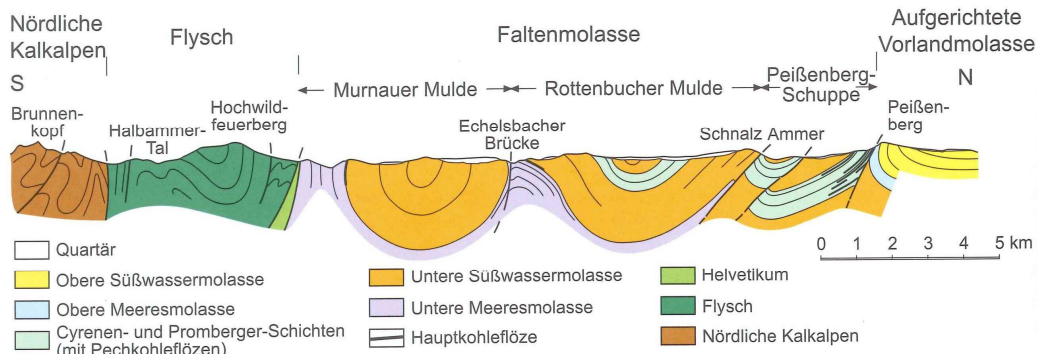 Nördliche
Kalkalpen
Flysch
Faltenmolasse
Aufgerichtete
Vorlandmolasse
S
N
Murnauer Mulde
Rottenbucher Mulde
Peißenberg-
Schuppe
Brunnen-
kopf
Halbammer-
Tal
Hochwild-
feuerberg
Echelsbacher
Brücke
Schnalz
Ammer
Peißen-
berg
0 1 2 3 4 5 km
Quartär
Obere Süßwassermolasse
Obere Meeresmolasse
Cyrenen- und Promberger-Schichten
(mit Pechkohleflözen)
Untere Süßwassermolasse
Untere Meeresmolasse
Hauptkohleflöze
Helvetikum
Flysch
Nördliche Kalkalpen